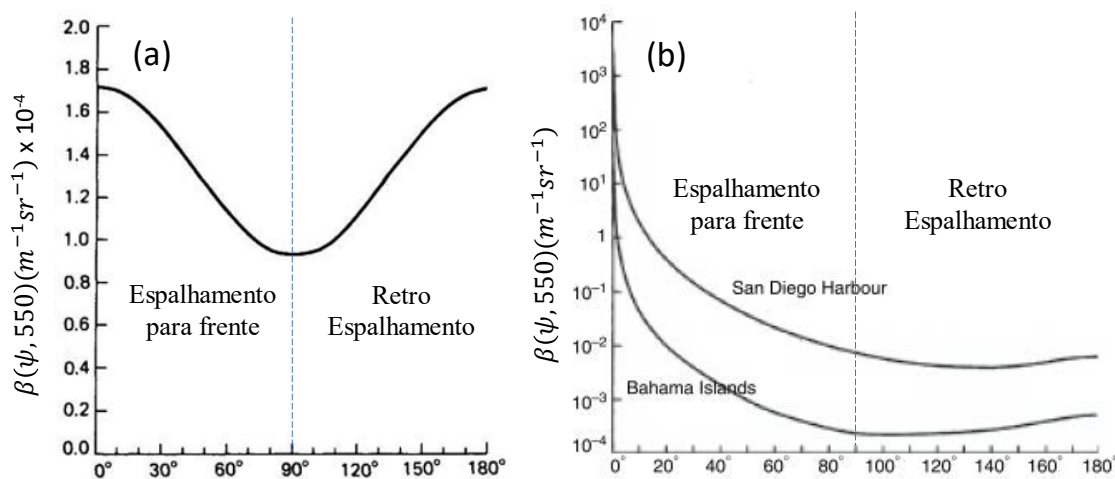 (a)
β(ψ, 550)(m⁻¹sr⁻¹) x 10⁻⁴
2.0
1.8
1.6
1.4
1.2
1.0
0.8
0.6
0.4
0.2
0.0
Espalhamento
para frente
Retro
Espalhamento
0° 30° 60° 90° 120° 150° 180°
(b)
β(ψ, 550)(m⁻¹sr⁻¹)
10⁴
10³
10²
10¹
1
10⁻¹
10⁻²
10⁻³
10⁻⁴
Espalhamento
para frente
Retro
Espalhamento
San Diego Harbour
Bahama Islands
0° 20° 40° 60° 80° 100° 120° 140° 160° 180°